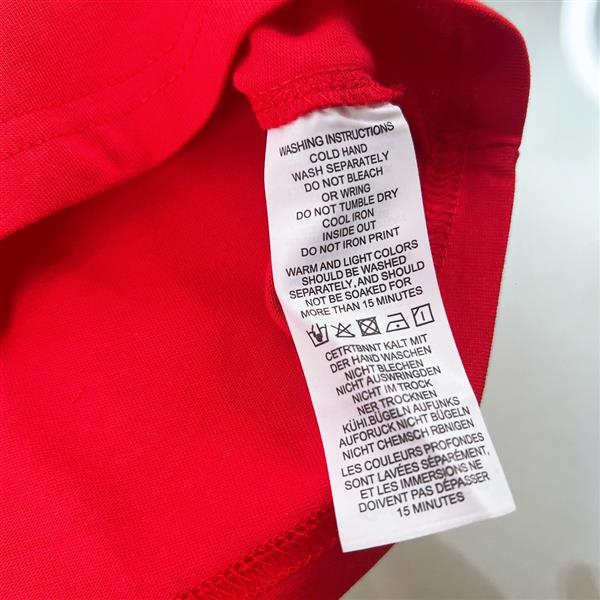 WASHING INSTRUCTIONS
COLD HAND
WASH SEPARATELY
DO NOT BLEACH
OR WRING
DO NOT TUMBLE DRY
COOL IRON
INSIDE OUT
DO NOT IRON PRINT
WARM AND LIGHT COLORS
SHOULD BE WASHED
SEPARATELY, AND SHOULD
NOT BE SOAKED FOR
MORE THAN 15 MINUTES
CETRTBNNT KALT MIT
DER HAND WASCHEN
NICHT BLECHEN
NICHT AUSWRINGDEN
NICHT IM TROCK
NER TROCKNEN
KÜHI.BÜGELN AUFUNKS
AUFORUCK NICHT BÜGELN
NICHT CHEMSCH RBNIGEN
LES COULEURS PROFONDES
SONT LAVÉES SÉPARÉMENT,
ET LES IMMERSIONS NE
DOIVENT PAS DÉPASSER
15 MINUTES